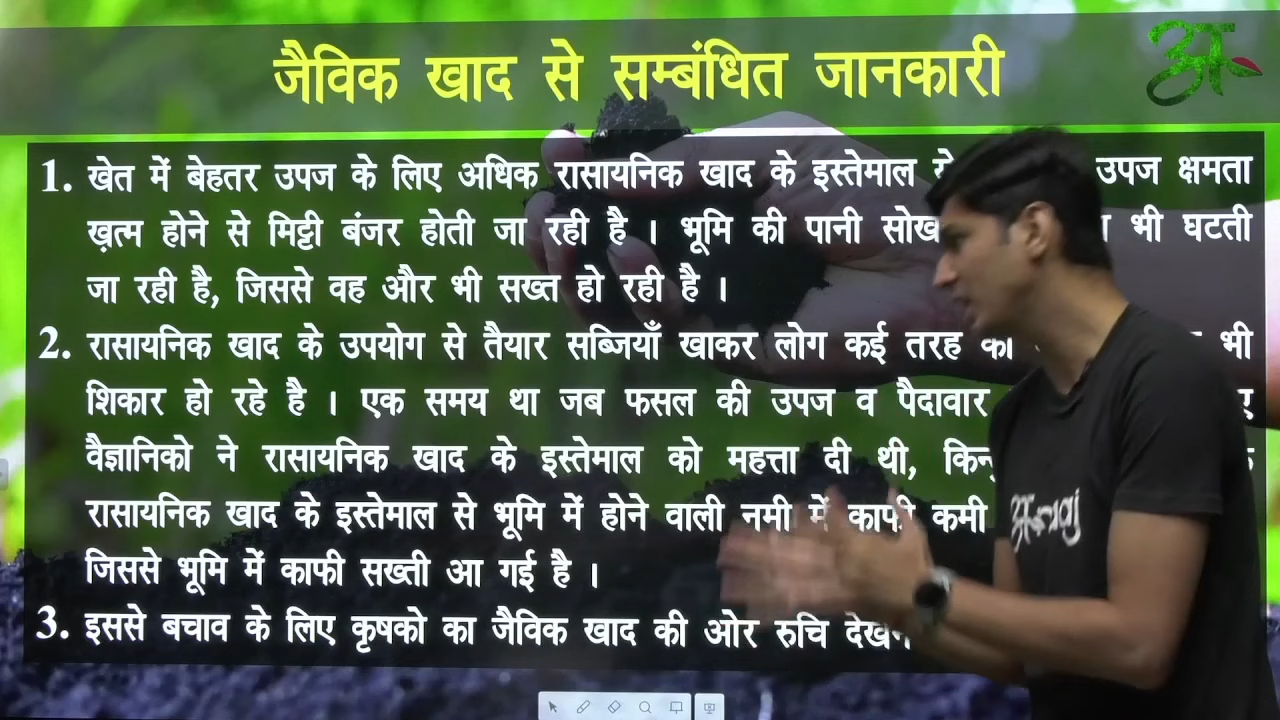 जैविक खाद से सम्बंधित जानकारी
अ
1. खेत में बेहतर उपज के लिए अधिक रासायनिक खाद के इस्तेमाल उपज क्षमता
ख़त्म होने से मिट्टी बंजर होती जा रही है । भूमि की पानी सोख भी घटती
जा रही है, जिससे वह और भी सख्त हो रही है ।
2. रासायनिक खाद के उपयोग से तैयार सब्जियाँ खाकर लोग कई तरह भी
शिकार हो रहे है । एक समय था जब फसल की उपज व पैदावार
वैज्ञानिको ने रासायनिक खाद के इस्तेमाल को महत्ता दी थी,
रासायनिक खाद के इस्तेमाल से भूमि में होने वाली नमी में काफी कमी
जिससे भूमि में काफी सख्ती आ गई है ।
3. इससे बचाव के लिए कृषको का जैविक खाद की ओर रुचि